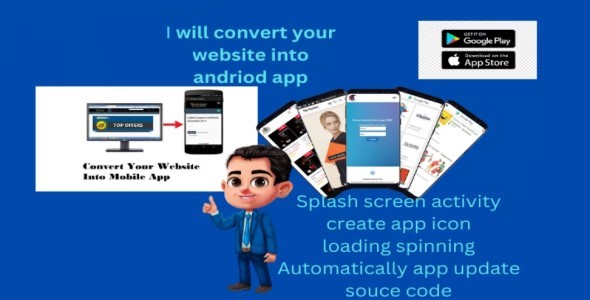 I will convert your
website into
andriod app
GET IT ON
Google Play
Download on the
App Store
TOP OFFERS
Convert Your Website
Into Mobile App
Splash screen activity
create app icon
loading spinning
Automatically app update
souce code